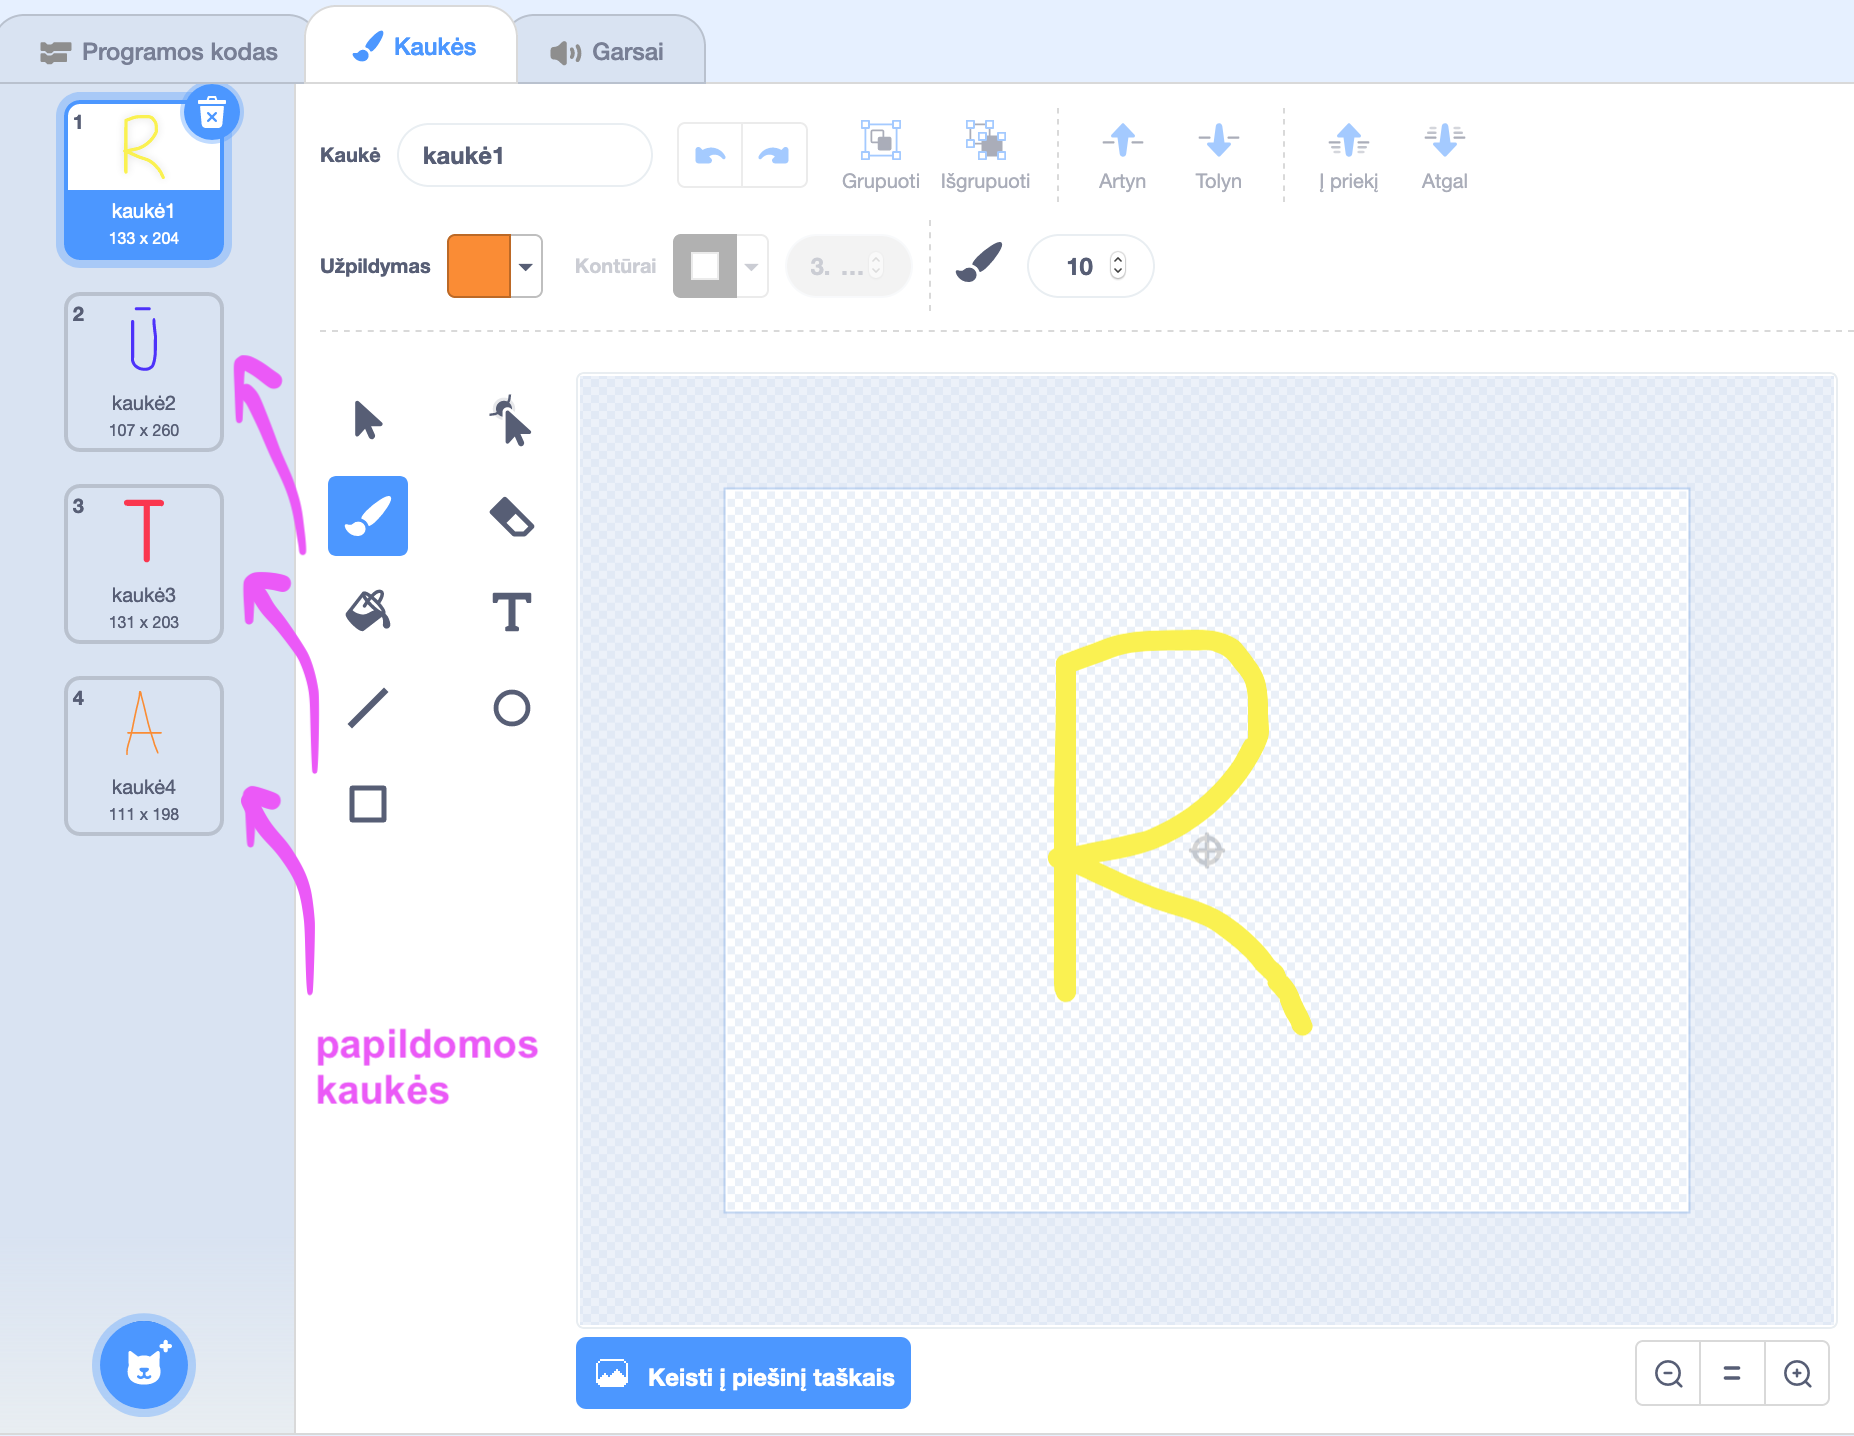 Programos kodas
Kaukės
Garsai
1
R
kaukė1
133 x 204
2
Ū
kaukė2
107 x 260
3
T
kaukė3
131 x 203
4
A
kaukė4
111 x 198
Kaukė
kaukė1
Grupuoti
Išgrupuoti
Artyn
Tolyn
Į priekį
Atgal
Užpildymas
Kontūrai
3. ...
10
T
R
papildomos
kaukės
Keisti į piešinį taškais